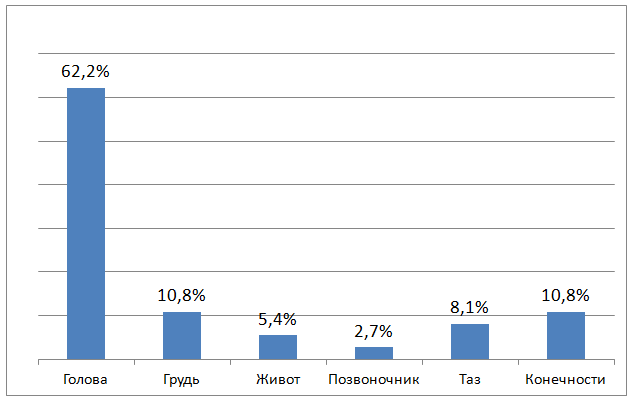 62,2%
10,8%
5,4%
2,7%
8,1%
10,8%
Голова
Грудь
Живот
Позвоночник
Таз
Конечности